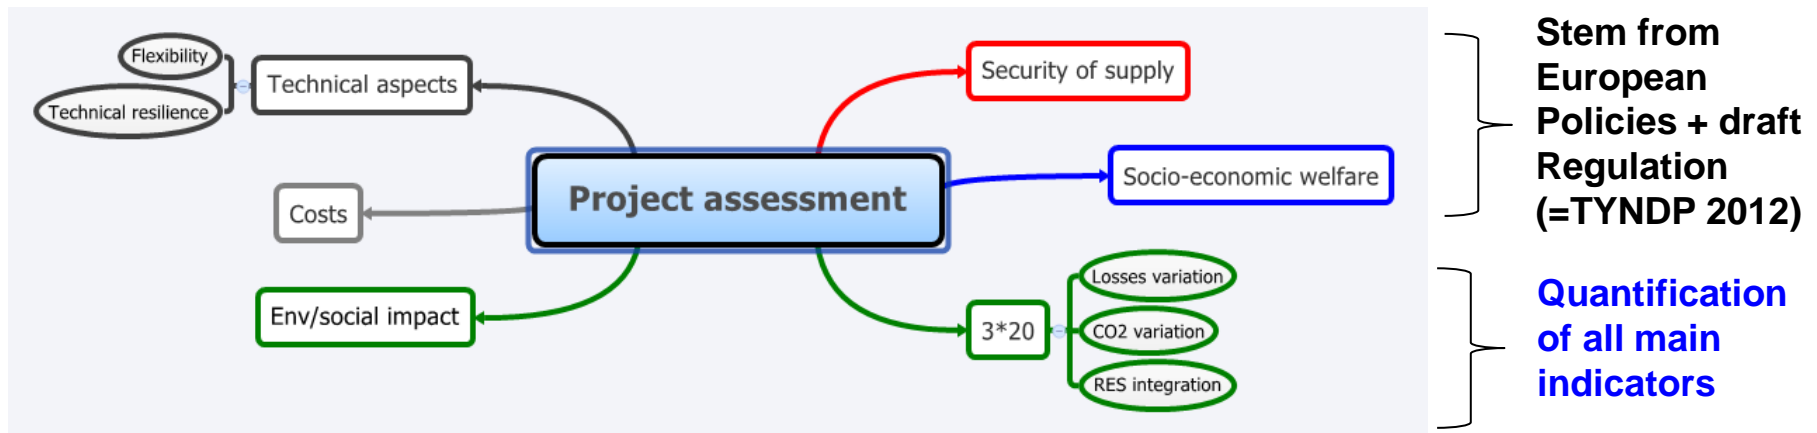 Flexibility
Technical resilience
Technical aspects
Costs
Env/social impact
Project assessment
Security of supply
Socio-economic welfare
3*20
Losses variation
CO2 variation
RES integration
Stem from
European
Policies + draft
Regulation
(=TYNDP 2012)
Quantification
of all main
indicators